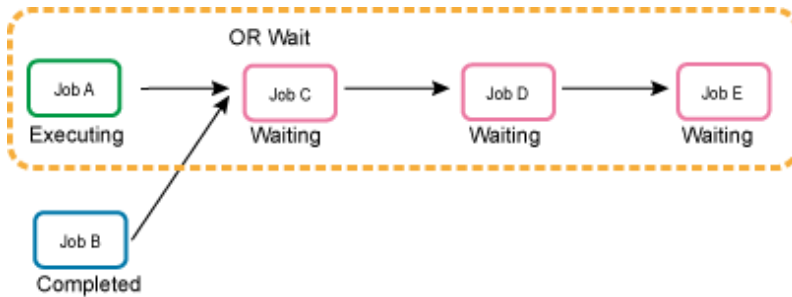 OR Wait
Job A
Job C
Job D
Job E
Executing
Waiting
Waiting
Waiting
Job B
Completed